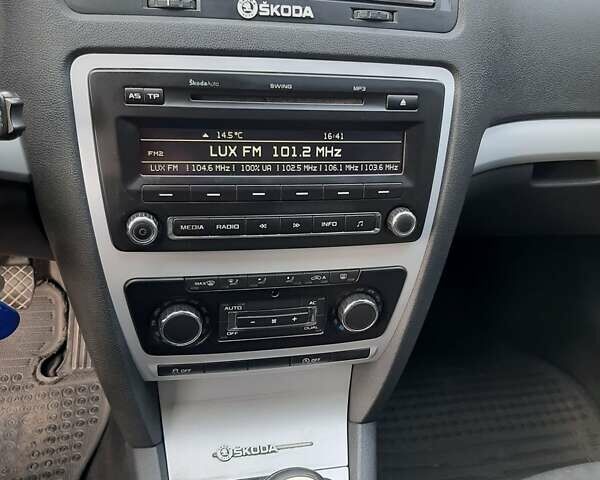 ŠKODA
ŠkodaAuto SWING MP3
AS TP
14.5°C 16:41
FM2 LUX FM 101.2 MHz
LUX FM | 104.6 MHz | 100% UA | 102.5 MHz | 106.1 MHz | 103.6 MHz
MEDIA RADIO INFO
MAX A
AUTO AC
OFF DUAL
OFF OFF
ŠKODA